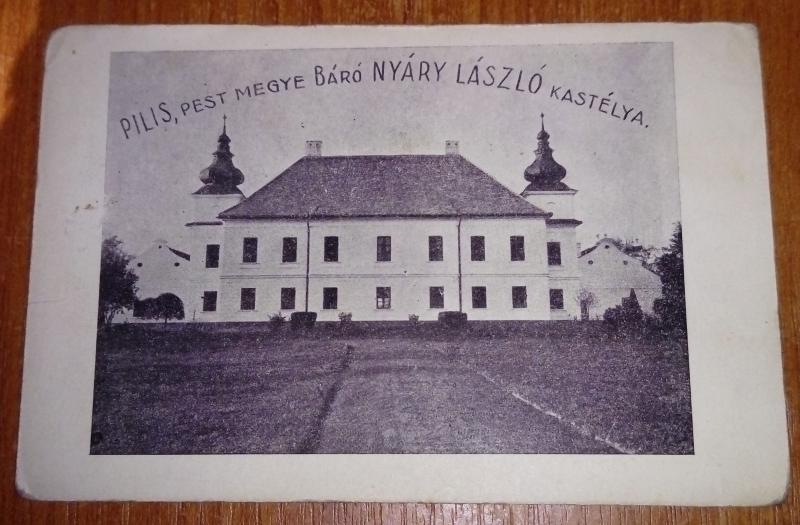 PILIS, PEST MEGYE BÁRÓ NYÁRY LÁSZLÓ KASTÉLYA.